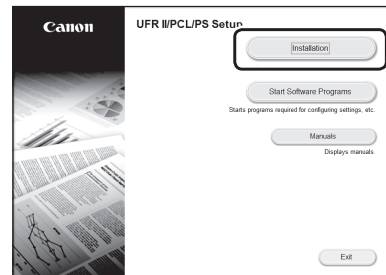 Canon
UFR II/PCL/PS Setup
Installation
Start Software Programs
Starts programs required for configuring settings, etc.
Manuals
Displays manuals.
Exit